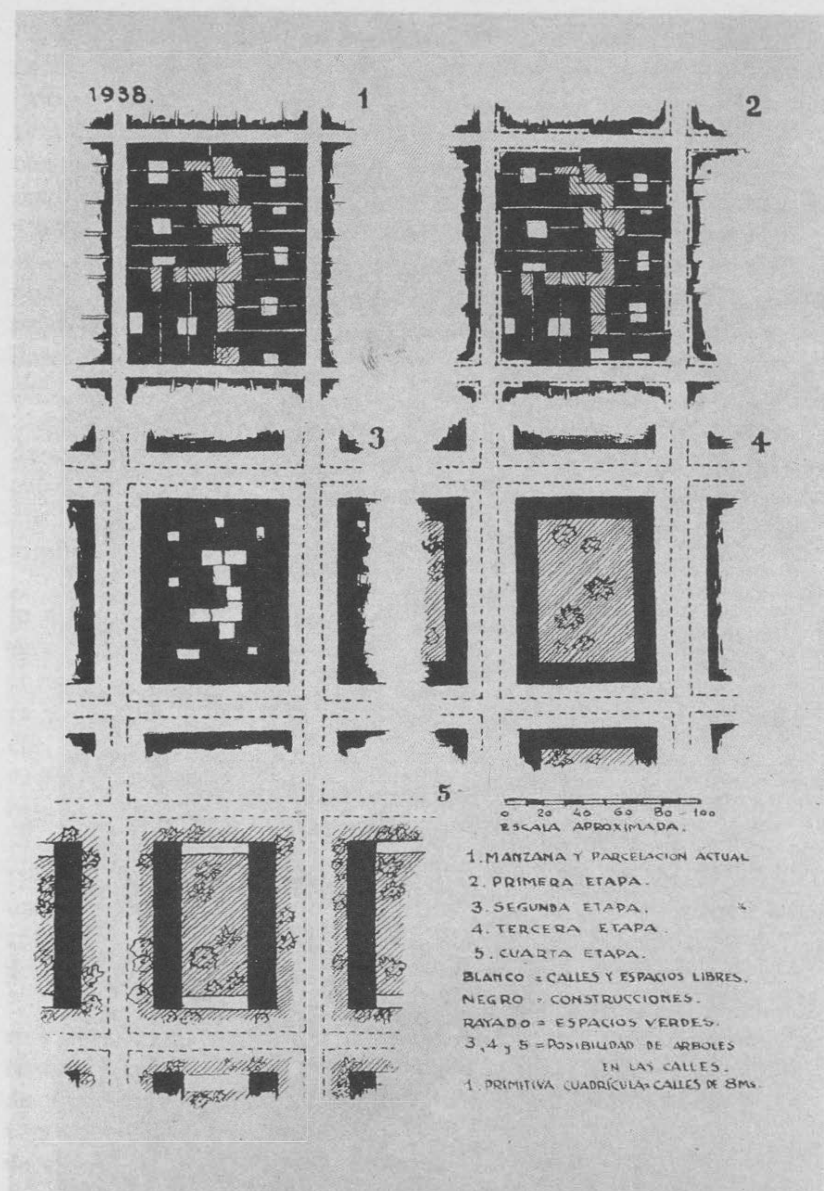 1938.
1
2
3
4
5
0 20 40 60 80 - 100
ESCALA APROXIMADA.
1. MANZANA Y PARCELACION ACTUAL
2. PRIMERA ETAPA.
3. SEGUNDA ETAPA.
4. TERCERA ETAPA.
5. CUARTA ETAPA.
BLANCO = CALLES Y ESPACIOS LIBRES.
NEGRO = CONSTRUCCIONES.
RAYADO = ESPACIOS VERDES.
3, 4 y 5 = POSIBILIDAD DE ARBOLES
EN LAS CALLES.
1. PRIMITIVA CUADRÍCULA = CALLES DE 8 Ms.